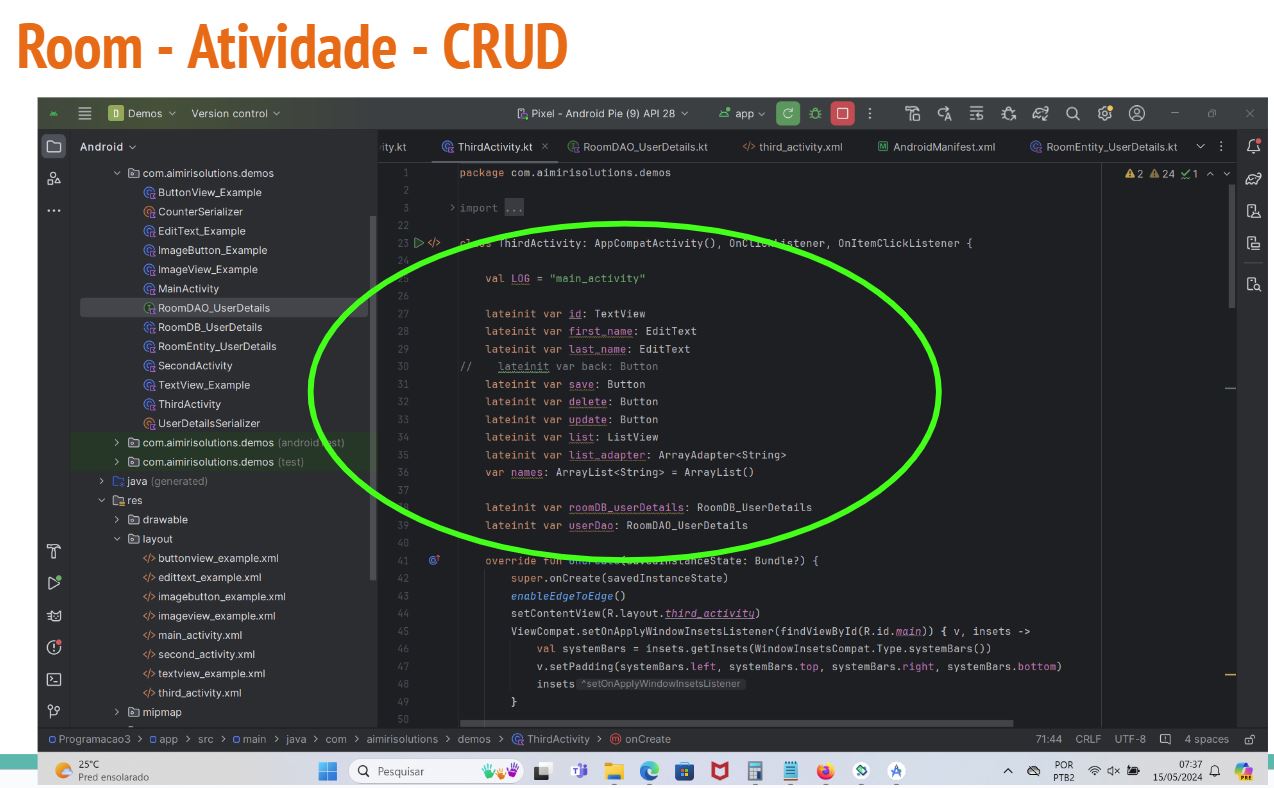 Room - Atividade - CRUD
D Demos Version control Pixel - Android Pie (9) API 28 app
Android
ity.kt ThirdActivity.kt RoomDAO_UserDetails.kt </> third_activity.xml M AndroidManifest.xml RoomEntity_UserDetails.kt
com.aimirisolutions.demos
ButtonView_Example
CounterSerializer
EditText_Example
ImageButton_Example
ImageView_Example
MainActivity
RoomDAO_UserDetails
RoomDB_UserDetails
RoomEntity_UserDetails
SecondActivity
TextView_Example
ThirdActivity
UserDetailsSerializer
com.aimirisolutions.demos (android test)
com.aimirisolutions.demos (test)
java (generated)
res
drawable
layout
</> buttonview_example.xml
</> edittext_example.xml
</> imagebutton_example.xml
</> imageview_example.xml
</> main_activity.xml
</> second_activity.xml
</> textview_example.xml
</> third_activity.xml
mipmap
2 24 1
1 package com.aimirisolutions.demos
2
3 import ...
22
23 </> class ThirdActivity: AppCompatActivity(), OnClickListener, OnItemClickListener {
24
25 val LOG = "main_activity"
26
27 lateinit var id: TextView
28 lateinit var first_name: EditText
29 lateinit var last_name: EditText
30 // lateinit var back: Button
31 lateinit var save: Button
32 lateinit var delete: Button
33 lateinit var update: Button
34 lateinit var list: ListView
35 lateinit var list_adapter: ArrayAdapter<String>
36 var names: ArrayList<String> = ArrayList()
37
38 lateinit var roomDB_userDetails: RoomDB_UserDetails
39 lateinit var userDao: RoomDAO_UserDetails
40
41 override fun onCreate(savedInstanceState: Bundle?) {
42 super.onCreate(savedInstanceState)
43 enableEdgeToEdge()
44 setContentView(R.layout.third_activity)
45 ViewCompat.setOnApplyWindowInsetsListener(findViewById(R.id.main)) { v, insets ->
46 val systemBars = insets.getInsets(WindowInsetsCompat.Type.systemBars())
47 v.setPadding(systemBars.left, systemBars.top, systemBars.right, systemBars.bottom)
48 insets ^setOnApplyWindowInsetsListener
49 }
50
Programacao3 > app > src > main > java > com > aimirisolutions > demos > ThirdActivity > onCreate 71:44 CRLF UTF-8 4 spaces
25°C
Pred ensolarado
Pesquisar
POR
PTB2
07:37
15/05/2024
PRE